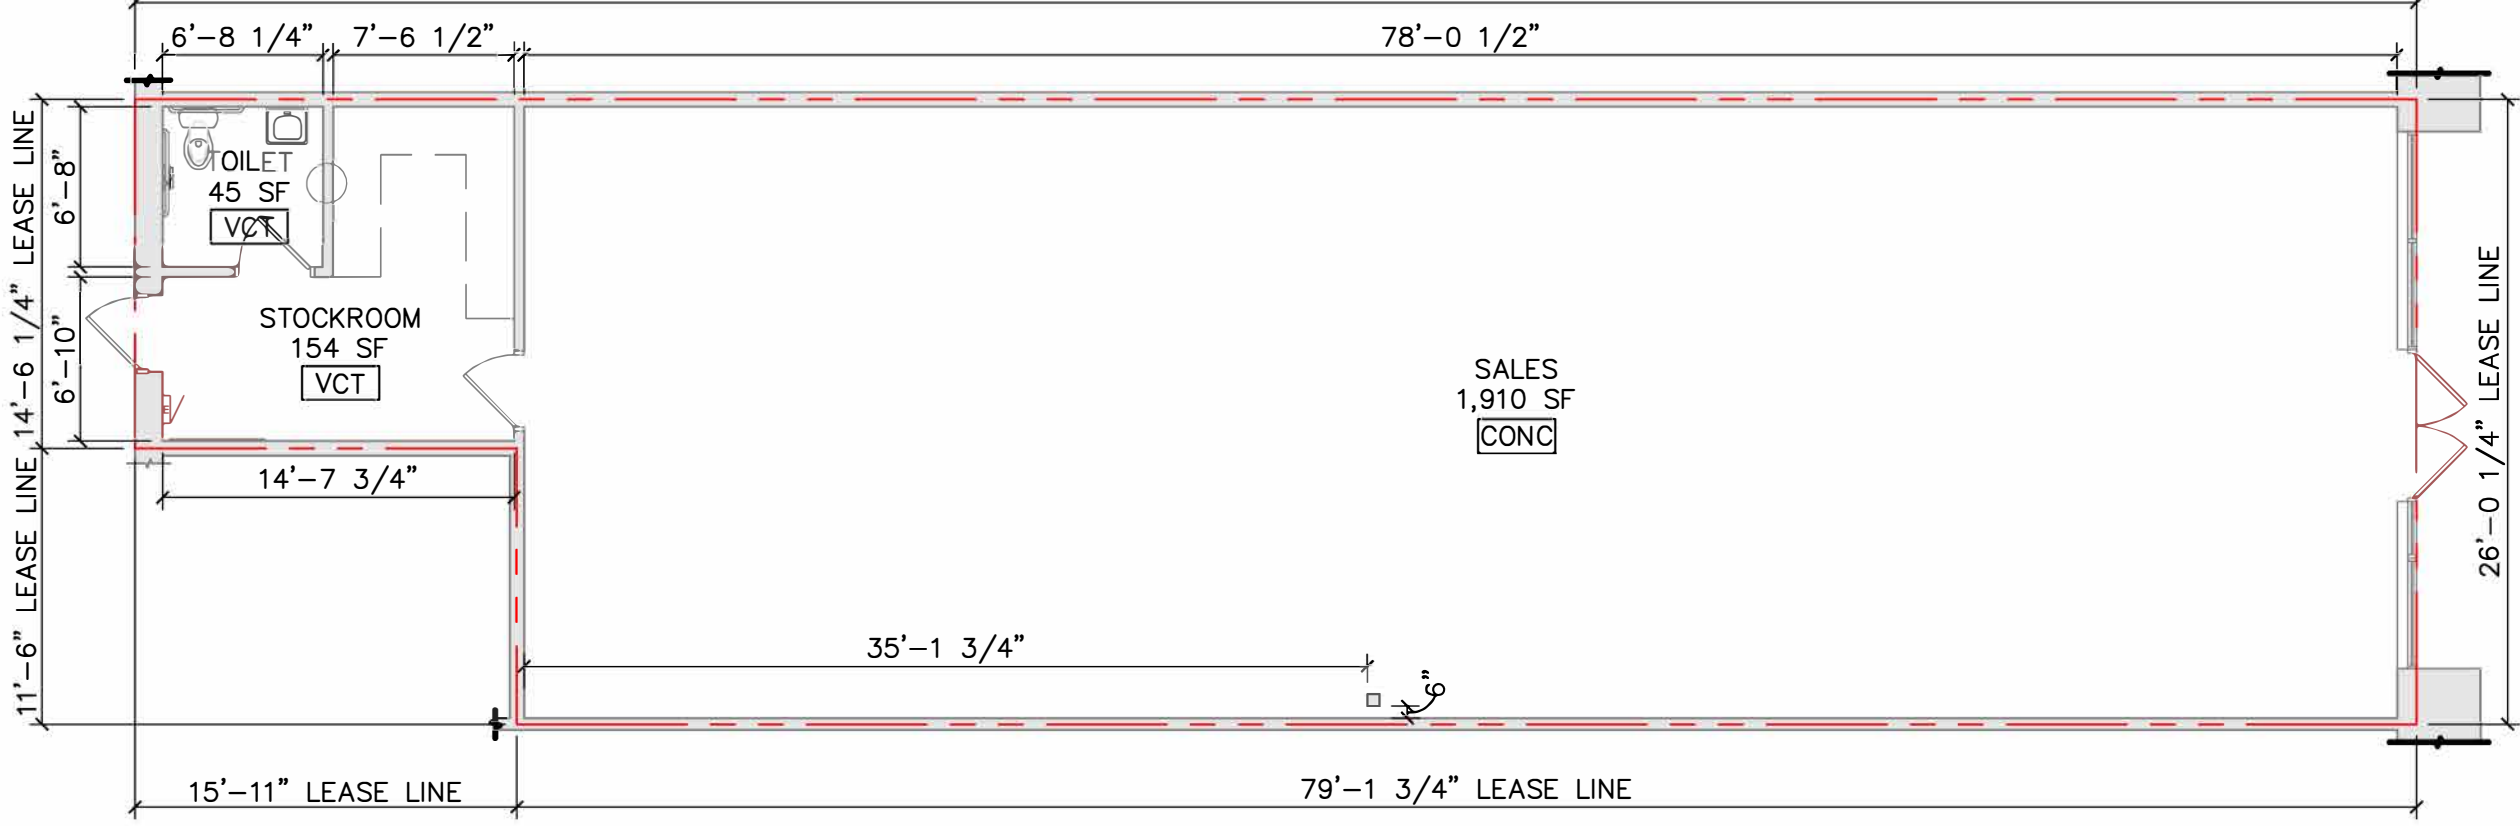 6'-8 1/4"
7'-6 1/2"
78'-0 1/2"
14'-6 1/4" LEASE LINE
11'-6" LEASE LINE
6'-8"
6'-10"
TOILET
45 SF
VCT
STOCKROOM
154 SF
VCT
14'-7 3/4"
SALES
1,910 SF
CONC
26'-0 1/4" LEASE LINE
35'-1 3/4"
6"
15'-11" LEASE LINE
79'-1 3/4" LEASE LINE